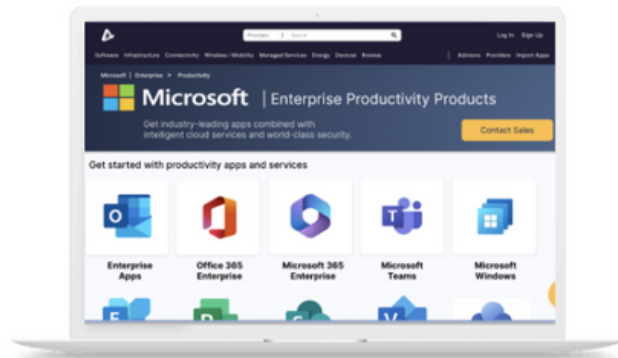 Providers Search Log In Sign Up
Software Infrastructure Connectivity Wireless/Mobility Managed Services Energy Devices Browse Advisors Providers Import Apps
Microsoft | Enterprise > Productivity
Microsoft | Enterprise Productivity Products
Get industry-leading apps combined with
intelligent cloud services and world-class security.
Contact Sales
Get started with productivity apps and services
O T
Enterprise Office 365 Microsoft 365 Microsoft Microsoft
Apps Enterprise Enterprise Teams Windows